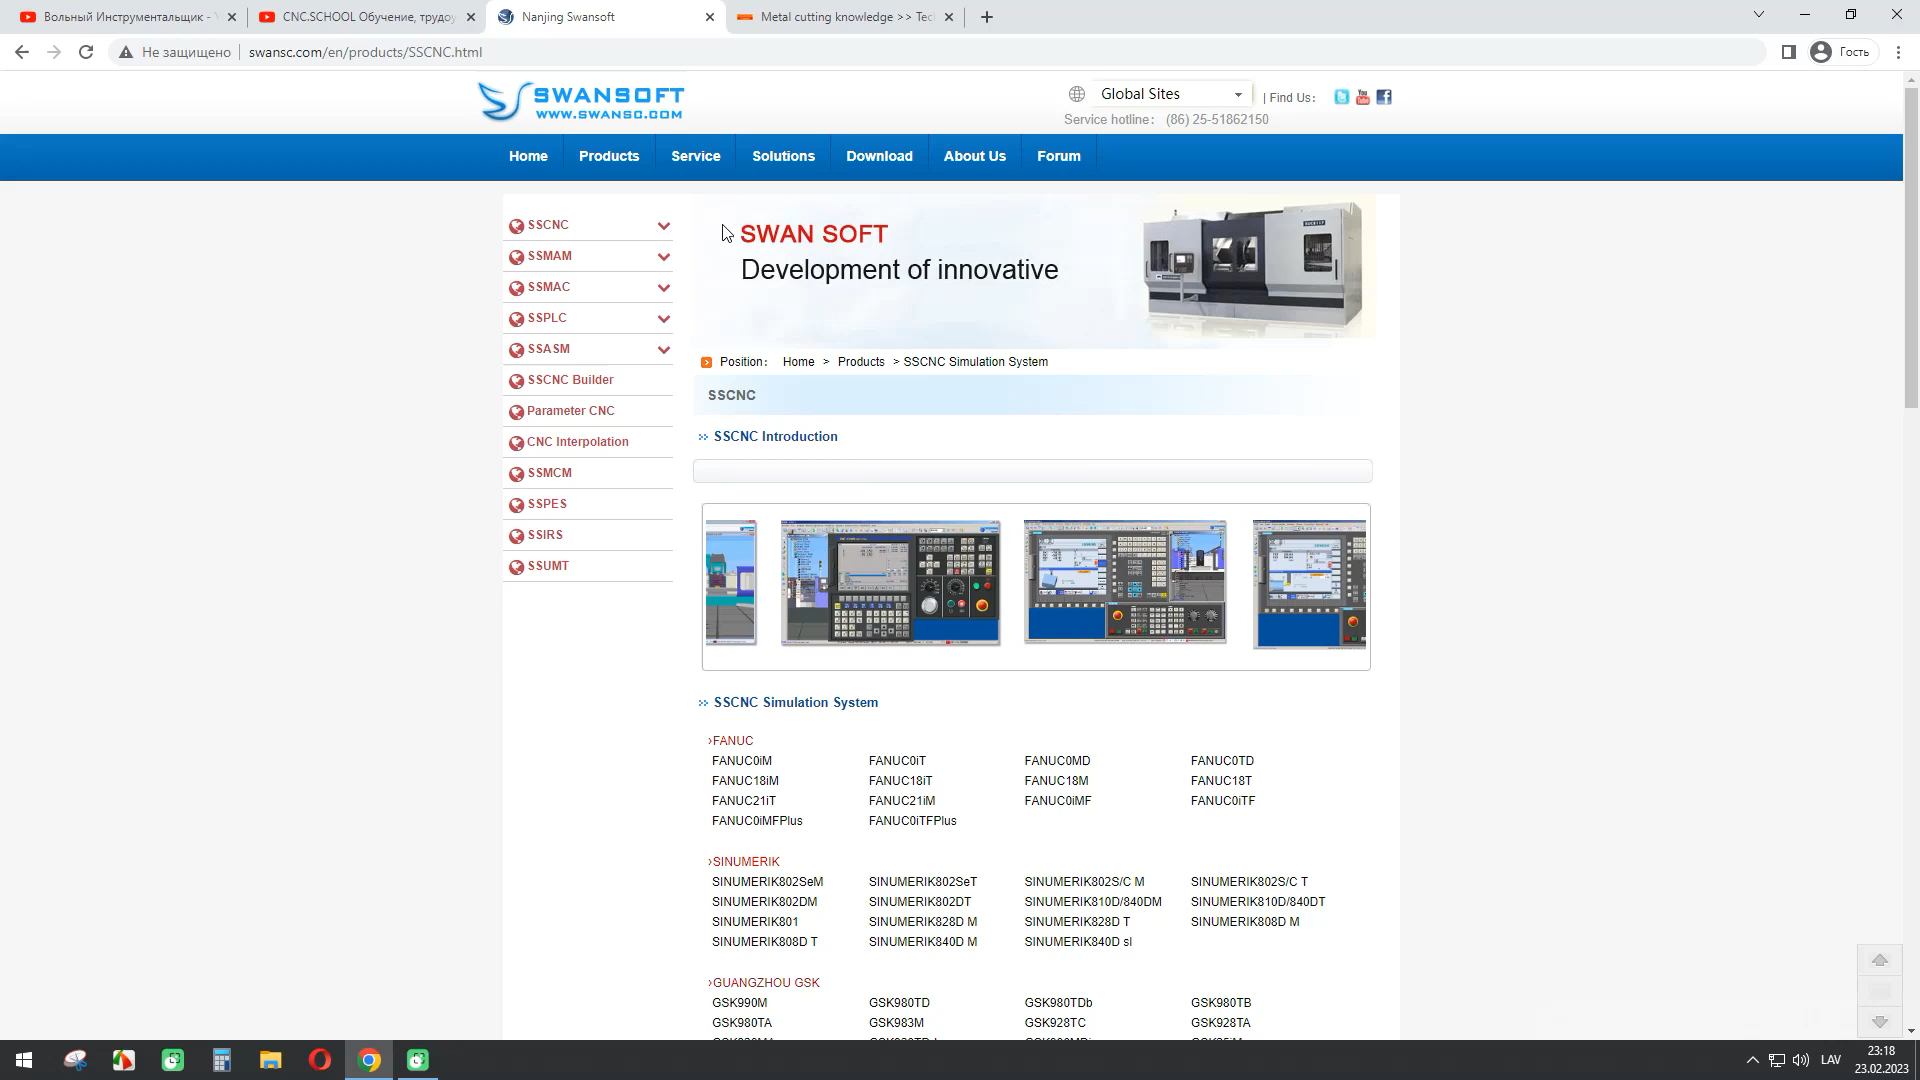 Вольный Инструментальщик -
CNC.SCHOOL Обучение, трудоу
Nanjing Swansoft
Metal cutting knowledge >> Tec
Не защищено
swansc.com/en/products/SSCNC.html
Гость
SWANSOFT
WWW.SWANSC.COM
Global Sites
| Find Us:
Service hotline: (86) 25-51862150
Home
Products
Service
Solutions
Download
About Us
Forum
SSCNC
SSMAM
SSMAC
SSPLC
SSASM
SSCNC Builder
Parameter CNC
CNC Interpolation
SSMCM
SSPES
SSIRS
SSUMT
SWAN SOFT
Development of innovative
Position: Home > Products > SSCNC Simulation System
SSCNC
SSCNC Introduction
SSCNC Simulation System
›FANUC
FANUC0iM FANUC0iT FANUC0MD FANUC0TD
FANUC18iM FANUC18iT FANUC18M FANUC18T
FANUC21iT FANUC21iM FANUC0iMF FANUC0iTF
FANUC0iMFPlus FANUC0iTFPlus
›SINUMERIK
SINUMERIK802SeM SINUMERIK802SeT SINUMERIK802S/C M SINUMERIK802S/C T
SINUMERIK802DM SINUMERIK802DT SINUMERIK810D/840DM SINUMERIK810D/840DT
SINUMERIK801 SINUMERIK828D M SINUMERIK828D T SINUMERIK808D M
SINUMERIK808D T SINUMERIK840D M SINUMERIK840D sl
›GUANGZHOU GSK
GSK990M GSK980TD GSK980TDb GSK980TB
GSK980TA GSK983M GSK928TC GSK928TA
LAV
23:18
23.02.2023